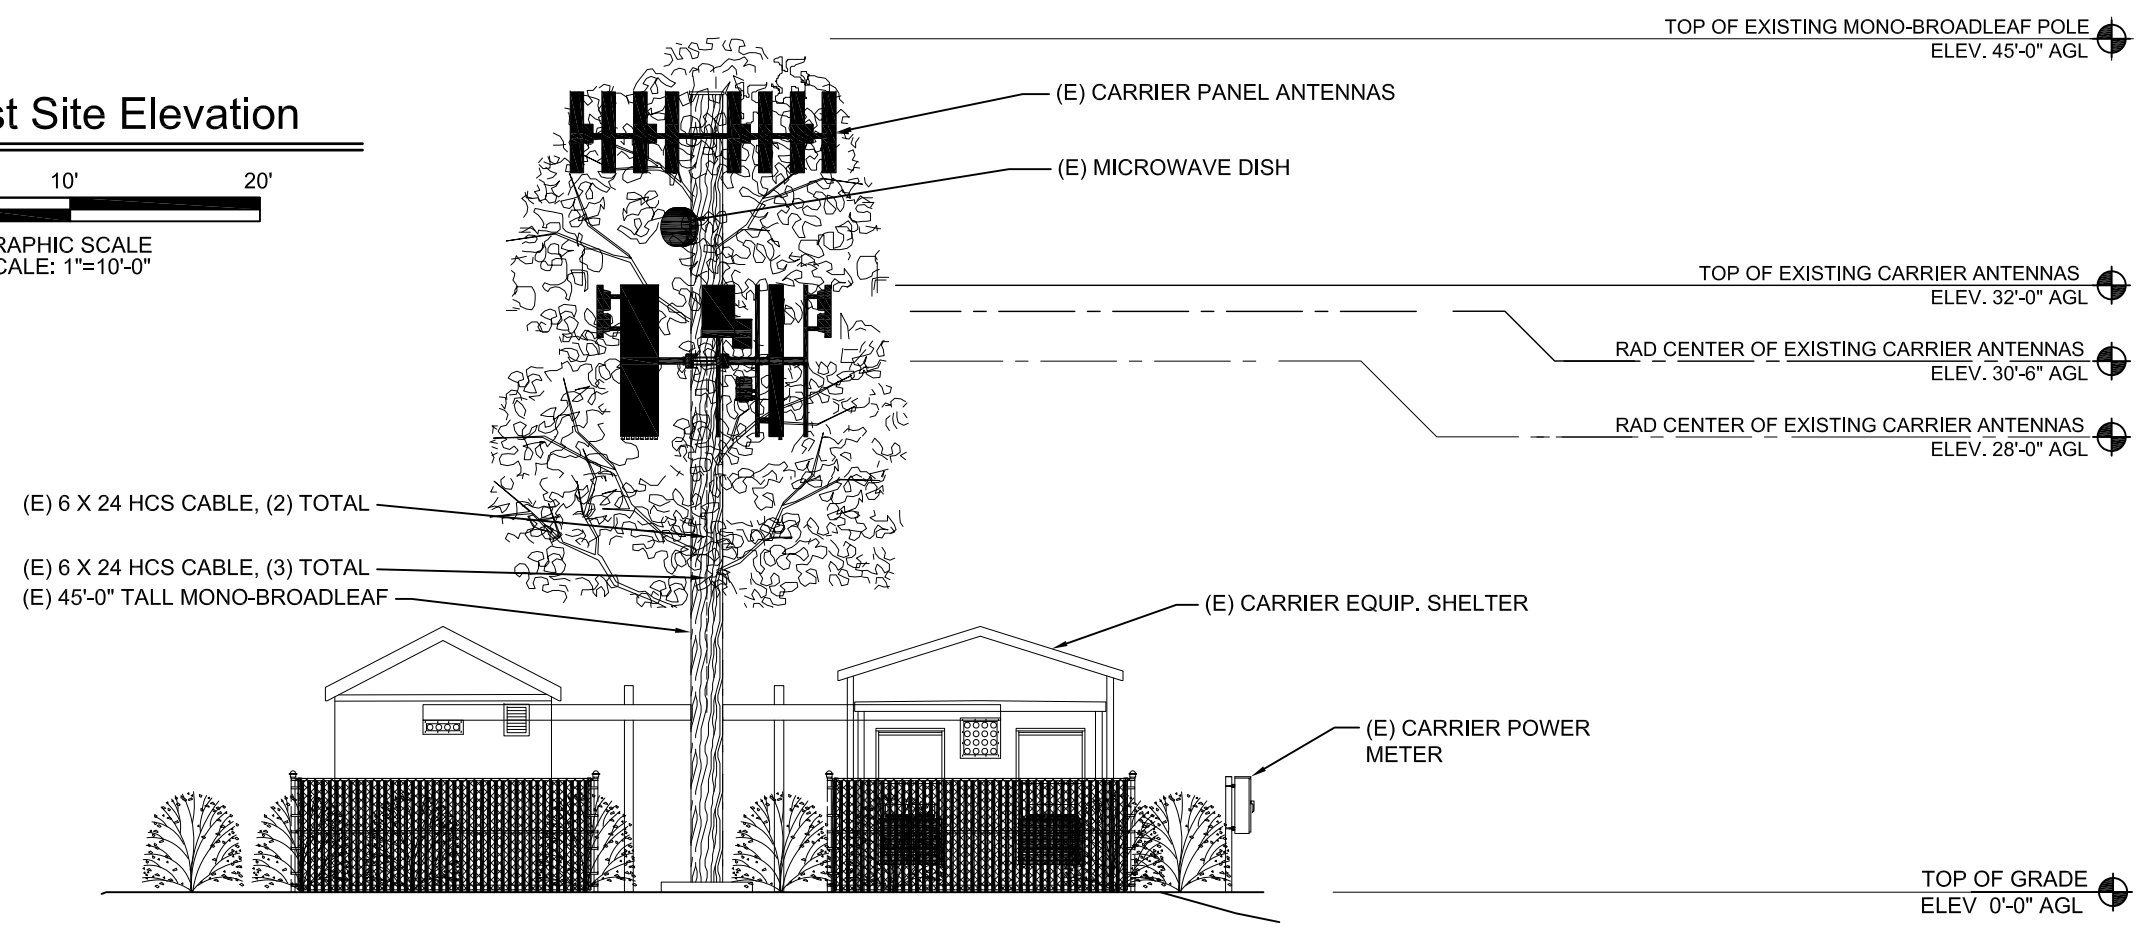 TOP OF EXISTING MONO-BROADLEAF POLE
ELEV. 45'-0" AGL
(E) CARRIER PANEL ANTENNAS
Site Elevation
(E) MICROWAVE DISH
10' 20'
SCALE
1"=10'-0"
TOP OF EXISTING CARRIER ANTENNAS
ELEV. 32'-0" AGL
RAD CENTER OF EXISTING CARRIER ANTENNAS
ELEV. 30'-6" AGL
RAD CENTER OF EXISTING CARRIER ANTENNAS
ELEV. 28'-0" AGL
(E) 6 X 24 HCS CABLE, (2) TOTAL
(E) 6 X 24 HCS CABLE, (3) TOTAL
(E) 45'-0" TALL MONO-BROADLEAF
(E) CARRIER EQUIP. SHELTER
(E) CARRIER POWER
METER
TOP OF GRADE
ELEV 0'-0" AGL